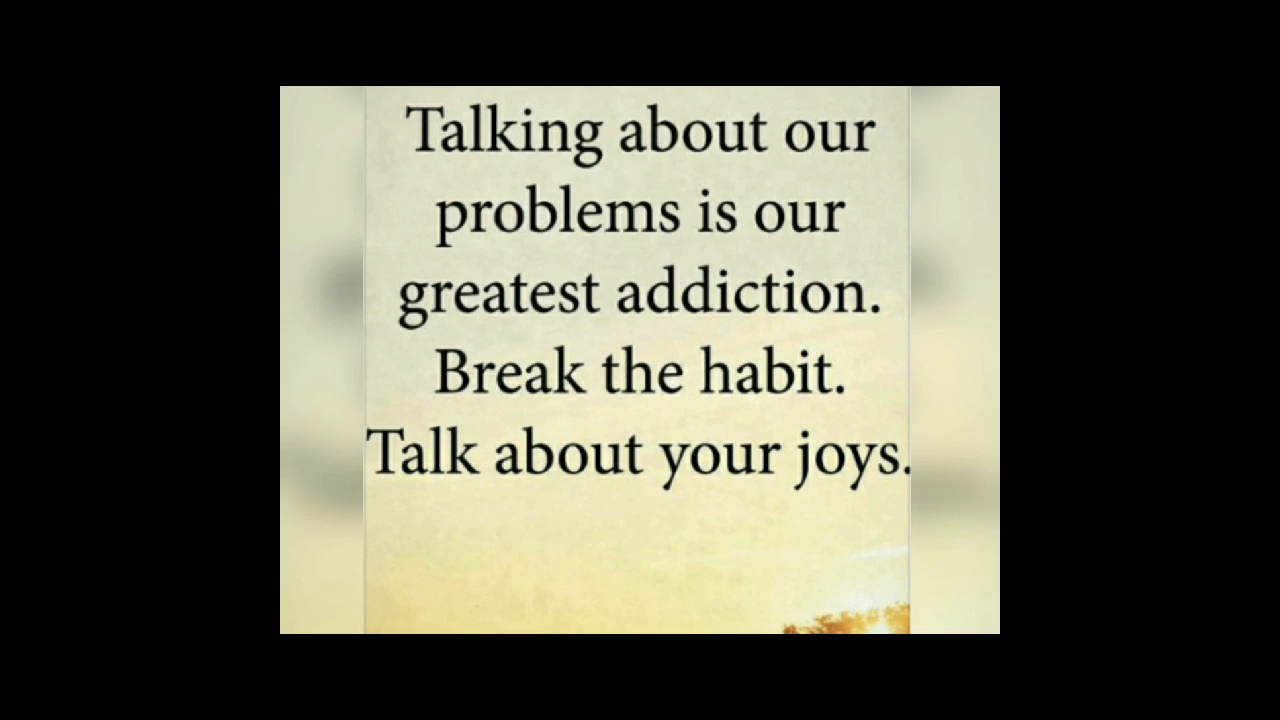 Talking about our
problems is our
greatest addiction.
Break the habit.
Talk about your joys.